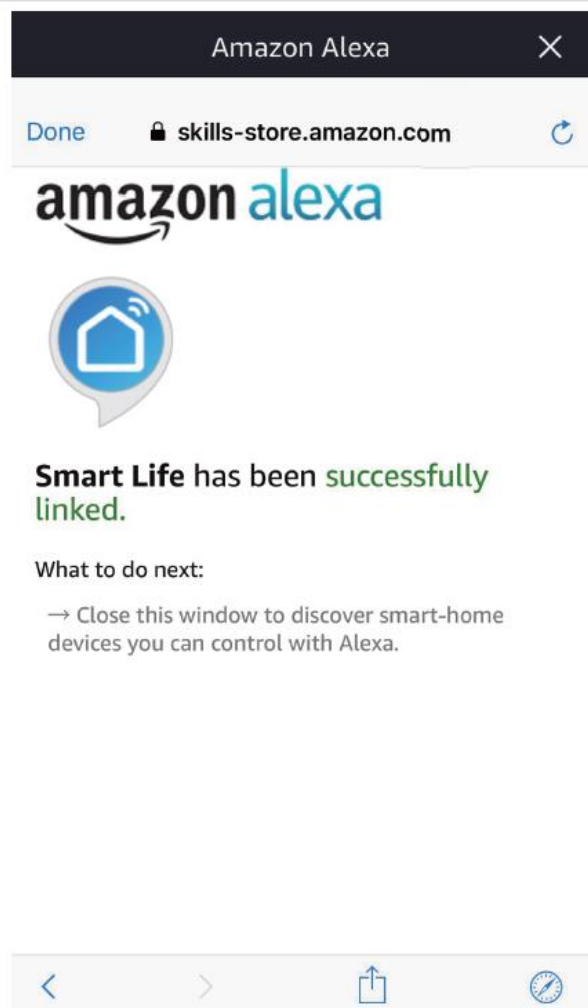 Amazon Alexa
Done skills-store.amazon.com
amazon alexa
Smart Life has been successfully
linked.
What to do next:
→ Close this window to discover smart-home
devices you can control with Alexa.